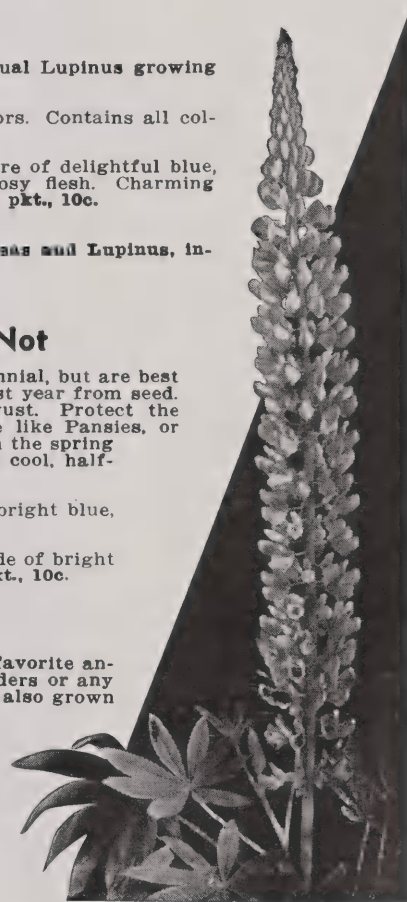 ual Lupinus growing
ors. Contains all col-
re of delightful blue,
osy flesh. Charming
pkt., 10c.
and Lupinus, in-
Not
nnial, but are best
st year from seed.
rust. Protect the
e like Pansies, or
n the spring
cool, half-
bright blue,
de of bright
kt., 10c.
Favorite an-
ders or any
also grown